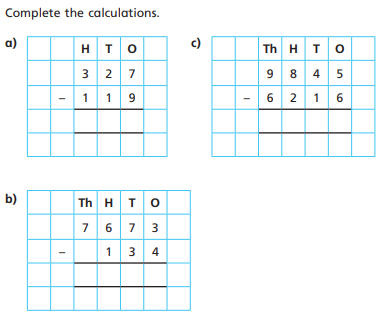 Complete the calculations.
a)
H T O
3 2 7
− 1 1 9
c)
Th H T O
9 8 4 5
− 6 2 1 6
b)
Th H T O
7 6 7 3
− 1 3 4